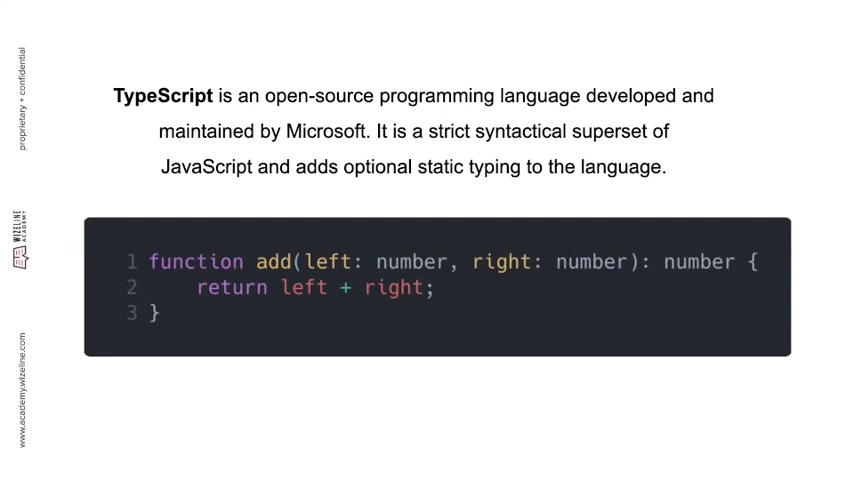 TypeScript is an open-source programming language developed and
maintained by Microsoft. It is a strict syntactical superset of
JavaScript and adds optional static typing to the language.
1 function add(left: number, right: number): number {
2     return left + right;
3 }
proprietary + confidential
WIZELINE
ACADEMY
www.academy.wizeline.com